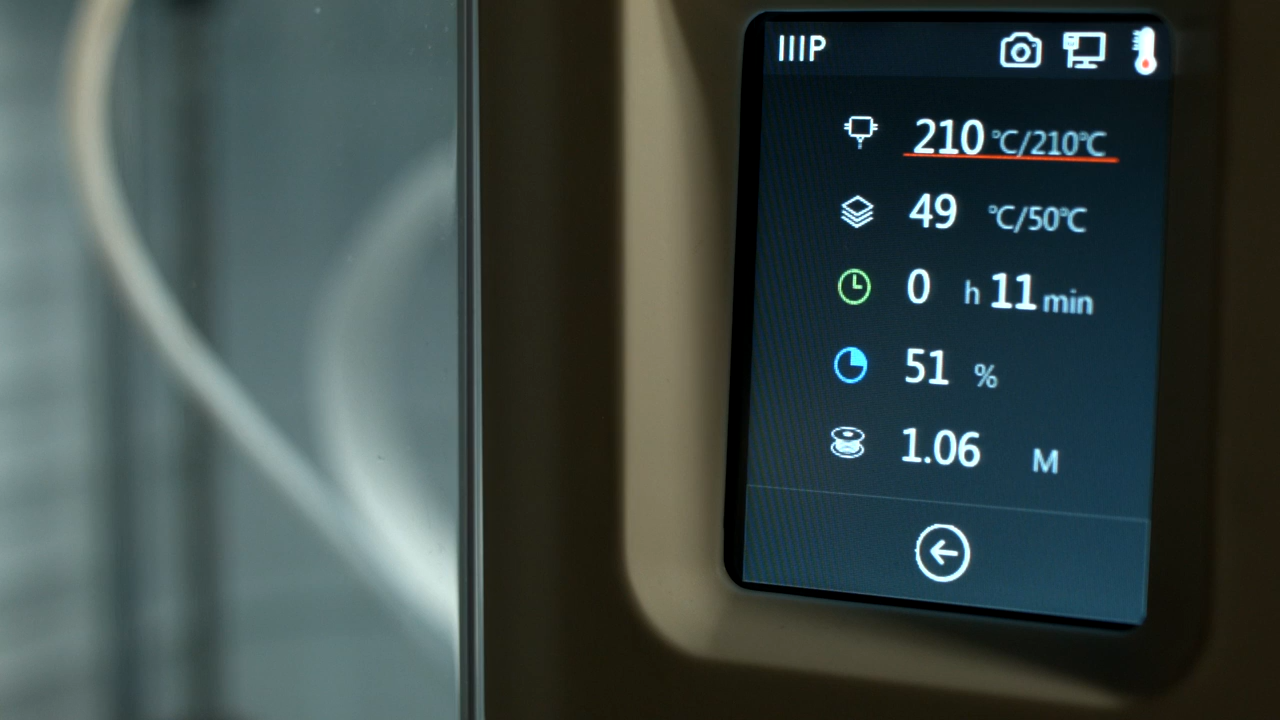 IIIP
210 ℃/210℃
49 ℃/50℃
0 h 11 min
51 %
1.06 M